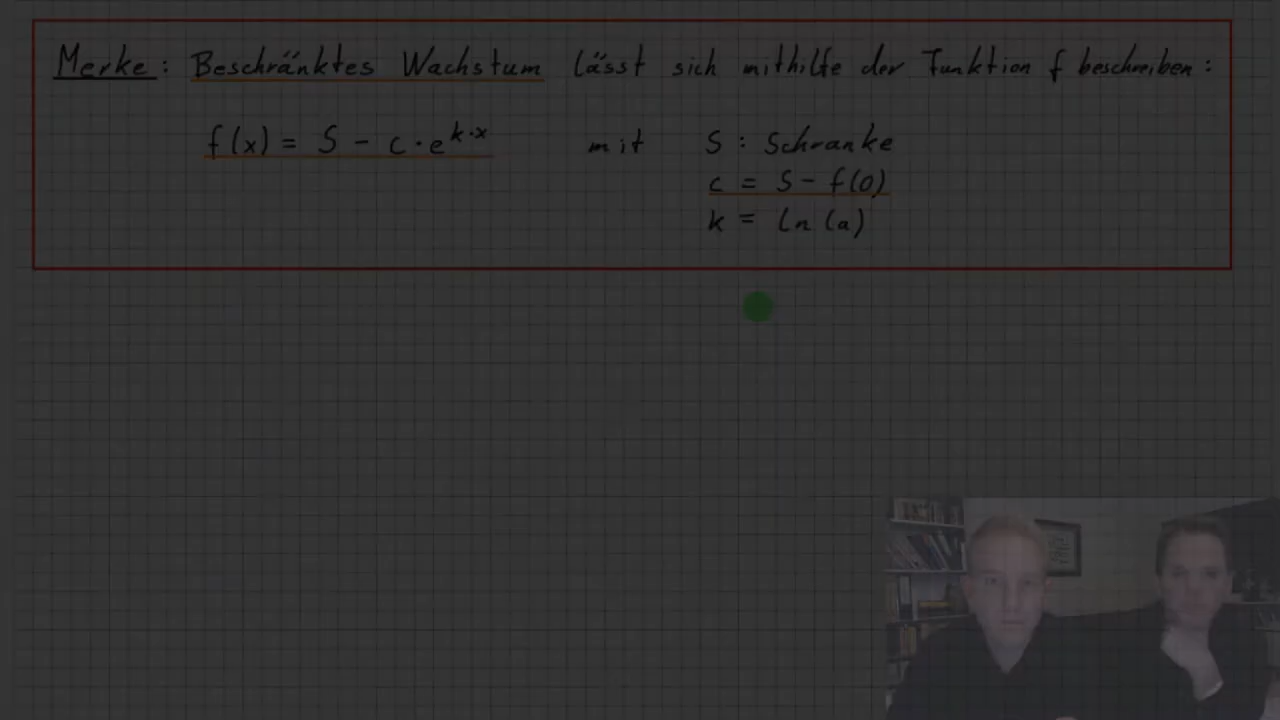 Merke: Beschränktes Wachstum lässt sich mithilfe der Funktion f beschreiben:
f(x) = S - c · e^{k·x} mit S : Schranke
c = S - f(0)
k = ln(a)